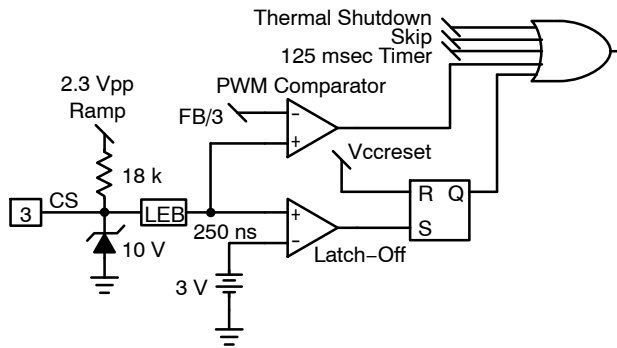 Thermal Shutdown
Skip
125 msec Timer
2.3 Vpp
Ramp
PWM Comparator
FB/3
−
+
18 k
Vccreset
3
CS
LEB
250 ns
10 V
R Q
S
+
−
Latch−Off
3 V